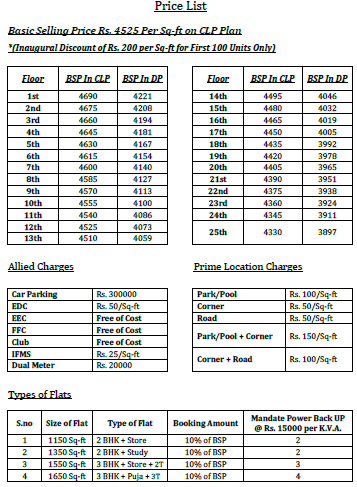 Price List
Basic Selling Price Rs. 4525 Per Sq-ft on CLP Plan
*(Inaugural Discount of Rs. 200 per Sq-ft for First 100 Units Only)
Floor BSP In CLP BSP In DP
1st 4690 4221
2nd 4675 4208
3rd 4660 4194
4th 4645 4181
5th 4630 4167
6th 4615 4154
7th 4600 4140
8th 4585 4127
9th 4570 4113
10th 4555 4100
11th 4540 4086
12th 4525 4073
13th 4510 4059
Floor BSP In CLP BSP In DP
14th 4495 4046
15th 4480 4032
16th 4465 4019
17th 4450 4005
18th 4435 3992
19th 4420 3978
20th 4405 3965
21st 4390 3951
22nd 4375 3938
23rd 4360 3924
24th 4345 3911
25th 4330 3897
Allied Charges
Car Parking Rs. 300000
EDC Rs. 50/Sq-ft
EEC Free of Cost
FFC Free of Cost
Club Free of Cost
IFMS Rs. 25/Sq-ft
Dual Meter Rs. 20000
Prime Location Charges
Park/Pool Rs. 100/Sq-ft
Corner Rs. 50/Sq-ft
Road Rs. 50/Sq-ft
Park/Pool + Corner Rs. 150/Sq-ft
Corner + Road Rs. 100/Sq-ft
Types of Flats
S.no Size of Flat Type of Flat Booking Amount Mandate Power Back UP
@ Rs. 15000 per K.V.A.
1 1150 Sq-ft 2 BHK + Store 10% of BSP 2
2 1350 Sq-ft 2 BHK + Study 10% of BSP 2
3 1550 Sq-ft 3 BHK + Store + 2T 10% of BSP 3
4 1650 Sq-ft 3 BHK + Puja + 3T 10% of BSP 4